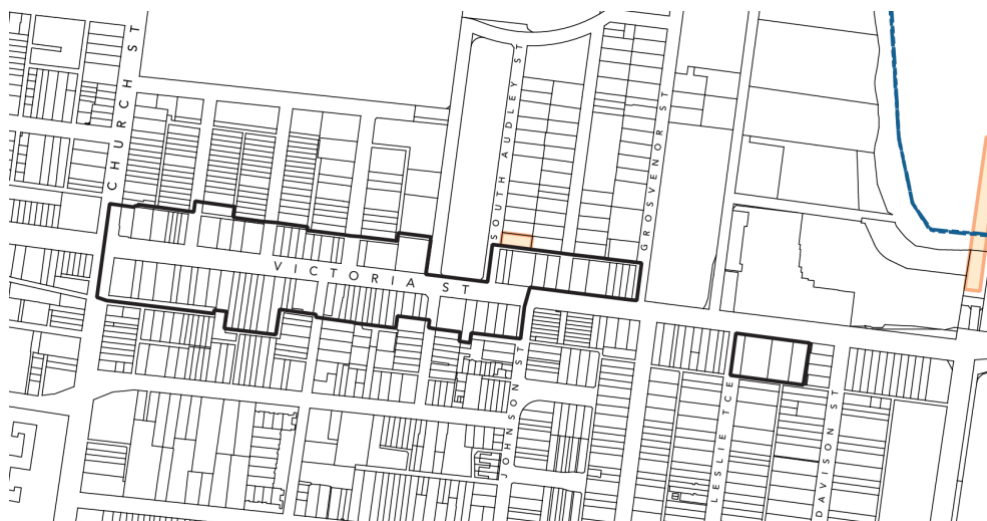 CHURCH ST
SOUTH AUDLEY ST
GROSVENOR ST
VICTORIA ST
JOHNSON ST
LESLIE TCE
DAVISON ST